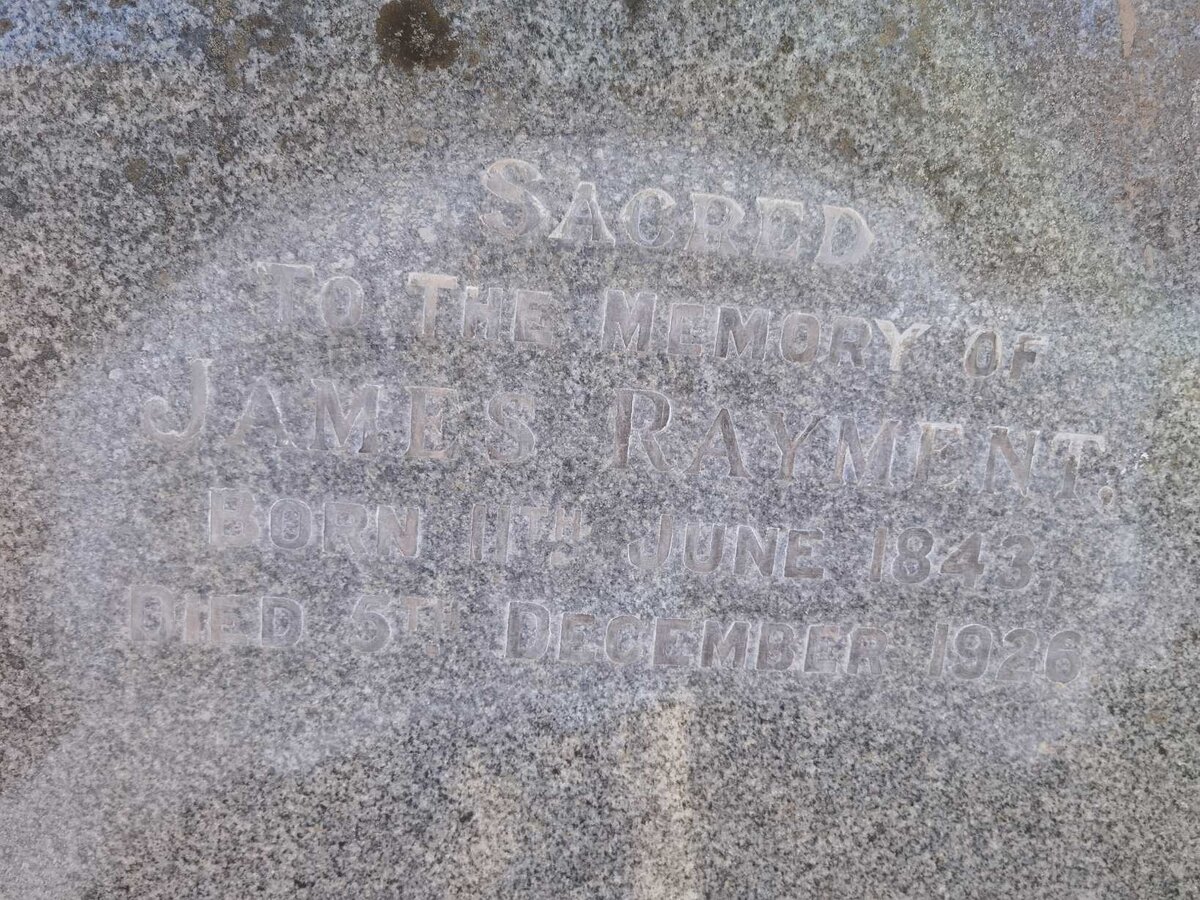 SACRED
TO THE MEMORY OF
JAMES RAYMENT.
BORN 11TH JUNE 1843,
DIED 5TH DECEMBER 1926